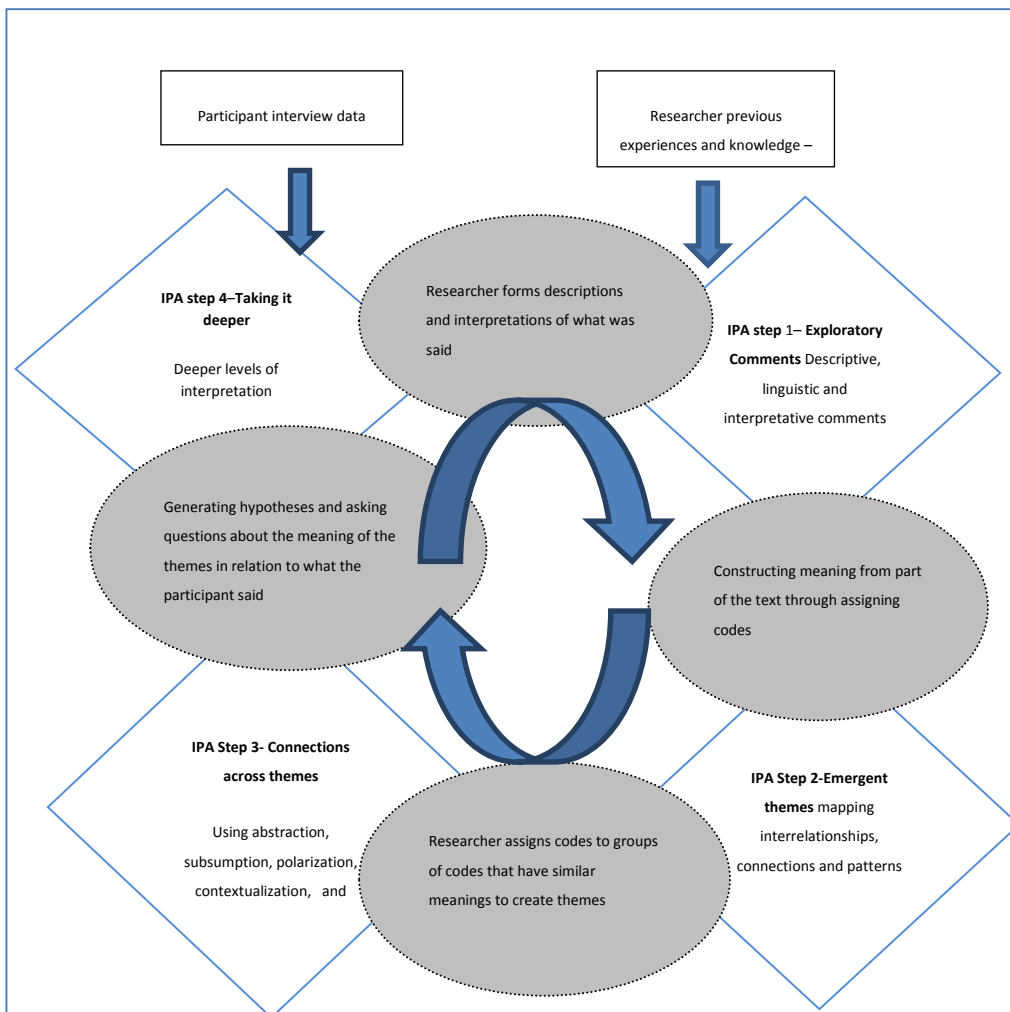 Participant interview data
Researcher previous
experiences and knowledge –
IPA step 4–Taking it
deeper
Deeper levels of
interpretation
Researcher forms descriptions
and interpretations of what was
said
IPA step 1– Exploratory
Comments Descriptive,
linguistic and
interpretative comments
Generating hypotheses and asking
questions about the meaning of the
themes in relation to what the
participant said
Constructing meaning from part
of the text through assigning
codes
IPA Step 3- Connections
across themes
Using abstraction,
subsumption, polarization,
contextualization, and
Researcher assigns codes to groups
of codes that have similar
meanings to create themes
IPA Step 2-Emergent
themes mapping
interrelationships,
connections and patterns